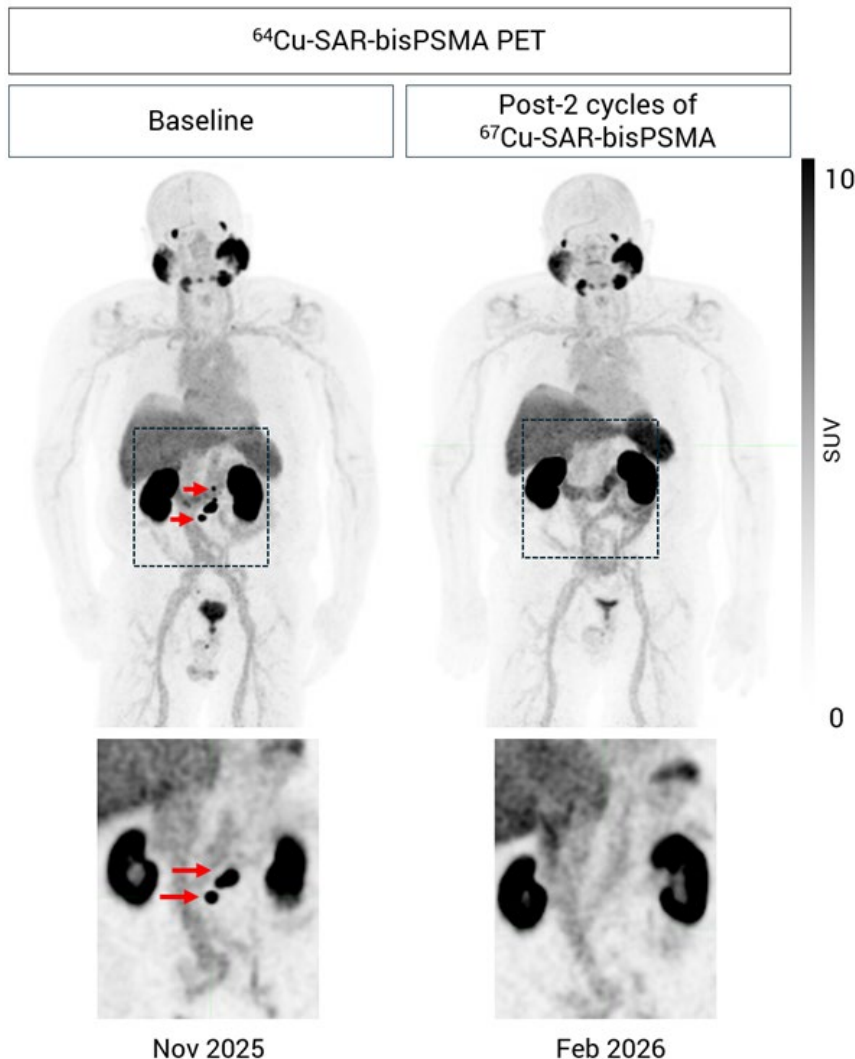 ⁶⁴Cu-SAR-bisPSMA PET
Baseline
Post-2 cycles of
⁶⁷Cu-SAR-bisPSMA
10
SUV
0
Nov 2025
Feb 2026